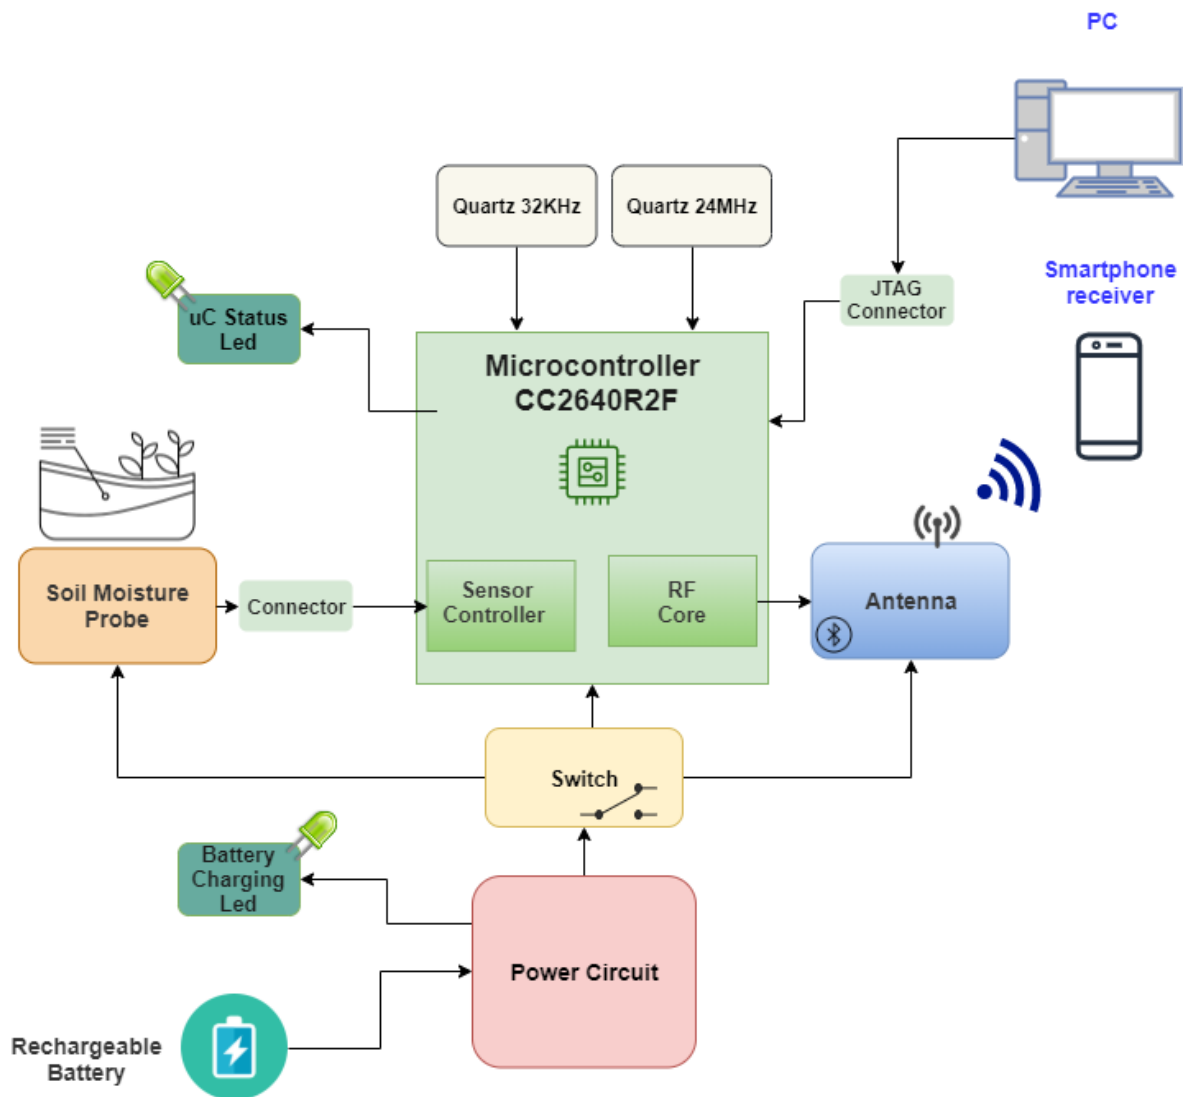 PC
Quartz 32KHz
Quartz 24MHz
Smartphone
receiver
JTAG
Connector
uC Status
Led
Microcontroller
CC2640R2F
Soil Moisture
Probe
Connector
Sensor
Controller
RF
Core
Antenna
Switch
Battery
Charging
Led
Power Circuit
Rechargeable
Battery